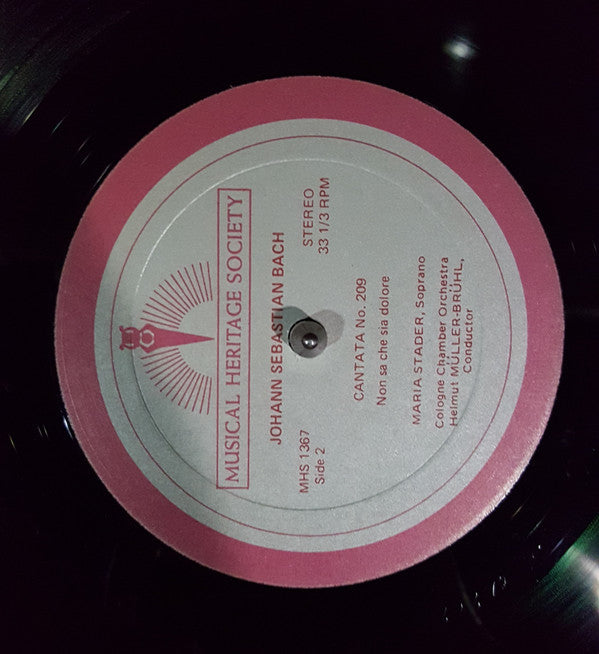 MUSICAL HERITAGE SOCIETY
JOHANN SEBASTIAN BACH
MHS 1367
Side 2
STEREO
33 1/3 RPM
CANTATA No. 209
Non sa che sia dolore
MARIA STADER, Soprano
Cologne Chamber Orchestra
Helmut MÜLLER-BRÜHL,
Conductor